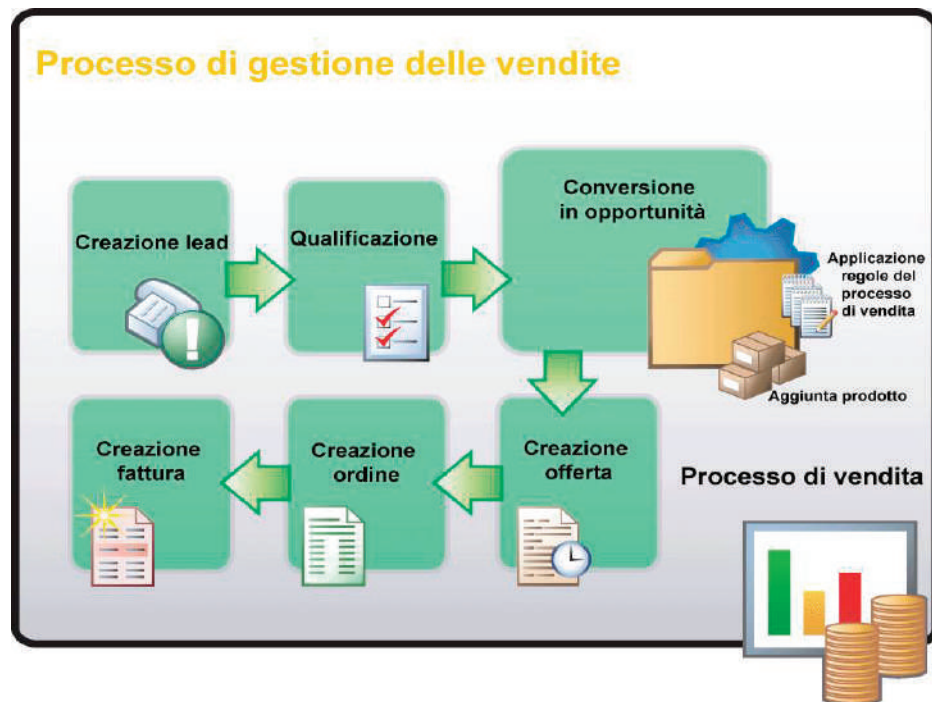 Processo di gestione delle vendite
Creazione lead
Qualificazione
Conversione
in opportunità
Applicazione
regole del
processo
di vendita
Aggiunta prodotto
Creazione
offerta
Creazione
ordine
Creazione
fattura
Processo di vendita